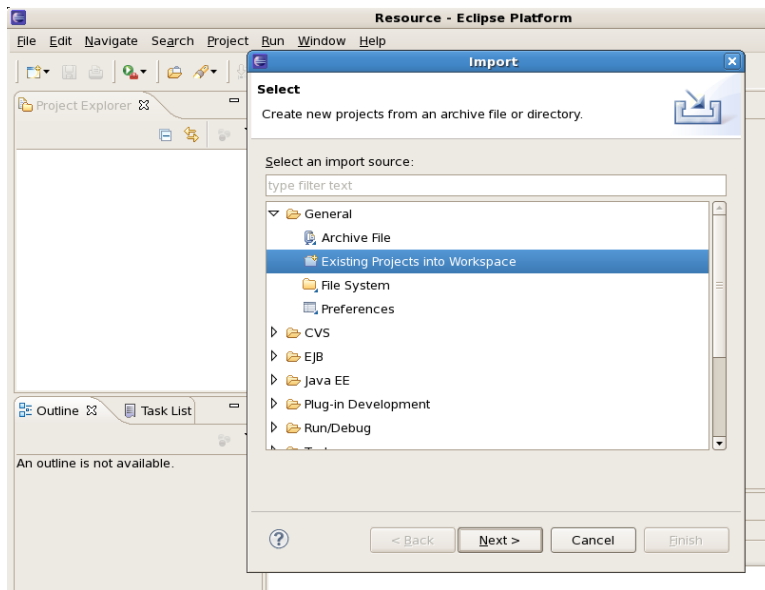 Resource - Eclipse Platform
File Edit Navigate Search Project Run Window Help
Import
Project Explorer
Select
Create new projects from an archive file or directory.
Select an import source:
type filter text
General
Archive File
Existing Projects into Workspace
File System
Preferences
CVS
EJB
Java EE
Plug-in Development
Run/Debug
Outline Task List
An outline is not available.
< Back Next > Cancel Finish